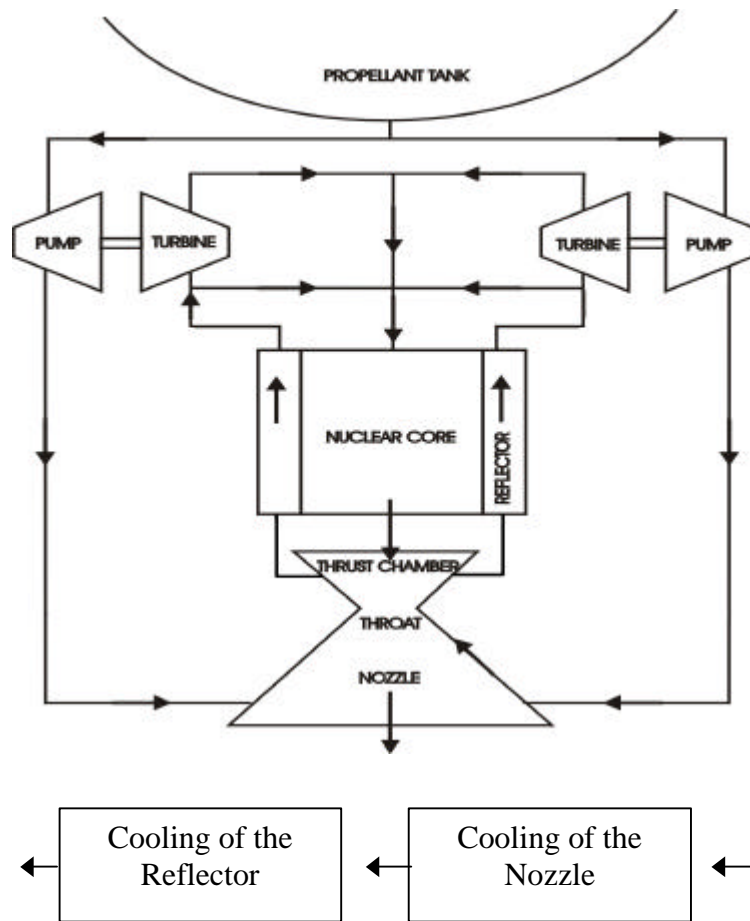 PROPELLANT TANK
PUMP
TURBINE
TURBINE
PUMP
NUCLEAR CORE
REFLECTOR
THRUST CHAMBER
THROAT
NOZZLE
Cooling of the
Reflector
Cooling of the
Nozzle